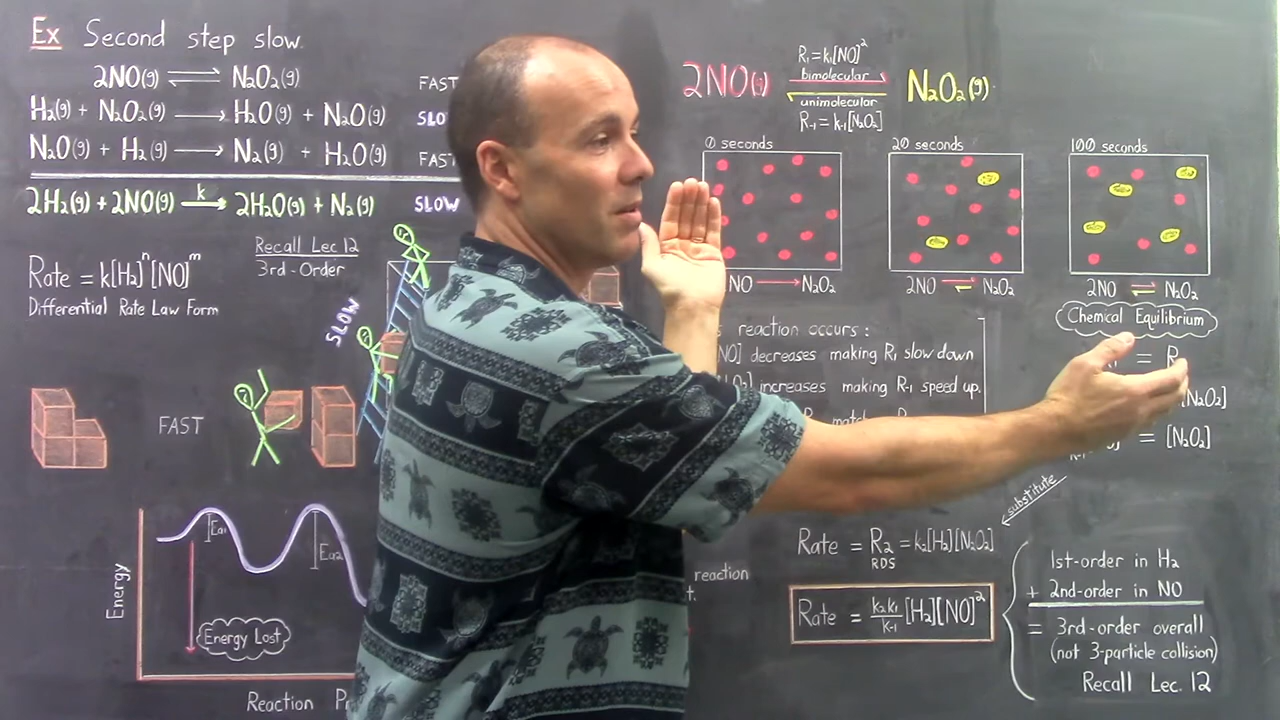 Ex Second step slow.
2NO(g) ⇌ N₂O₂(g) FAST
H₂(g) + N₂O₂(g) → H₂O(g) + N₂O(g)
N₂O(g) + H₂(g) → N₂(g) + H₂O(g) FAST
2H₂(g) + 2NO(g) k→ 2H₂O(g) + N₂(g) SLOW
Rate = k[H₂]ⁿ[NO]ᵐ
Differential Rate Law Form
Recall Lec 12
3rd-Order
SLOW
FAST
Energy
Ea1
Ea2
Energy Lost
Reaction
2NO(g) ⇌ N₂O₂(g)
R₁ = k₁[NO]²
bimolecular
unimolecular
R₋₁ = k₋₁[N₂O₂]
0 seconds
20 seconds
100 seconds
NO → N₂O₂
2NO ⇌ N₂O₂
2NO ⇌ N₂O₂
Chemical Equilibrium
reaction occurs:
decreases making R₁ slow down
increases making R₋₁ speed up.
= R
[N₂O₂]
= [N₂O₂]
substitute
reaction
Rate = R₂ = k₂[H₂][N₂O₂]
RDS
Rate = k₂k₁/k₋₁ [H₂][NO]²
1st-order in H₂
+ 2nd-order in NO
= 3rd-order overall
(not 3-particle collision)
Recall Lec. 12